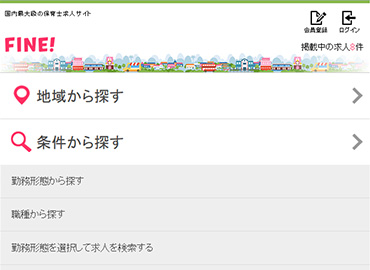 国内最大級の保育士求人サイト
会員登録
ログイン
FINE!
掲載中の求人8件
地域から探す
条件から探す
勤務形態から探す
職種から探す
勤務形態を選択して求人を検索する